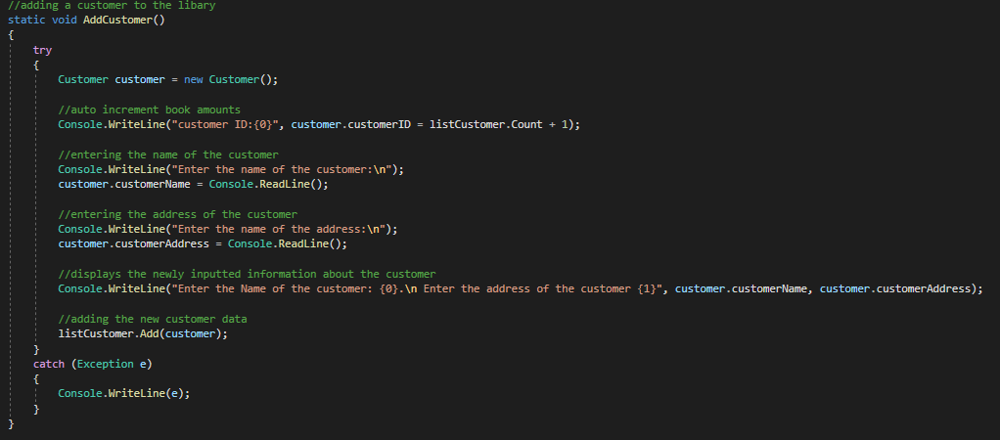 //adding a customer to the libary
static void AddCustomer()
{
try
{
Customer customer = new Customer();
//auto increment book amounts
Console.WriteLine("customer ID:{0}", customer.customerID = listCustomer.Count + 1);
//entering the name of the customer
Console.WriteLine("Enter the name of the customer:\n");
customer.customerName = Console.ReadLine();
//entering the address of the customer
Console.WriteLine("Enter the name of the address:\n");
customer.customerAddress = Console.ReadLine();
//displays the newly inputted information about the customer
Console.WriteLine("Enter the Name of the customer: {0}.\n Enter the address of the customer {1}", customer.customerName, customer.customerAddress);
//adding the new customer data
listCustomer.Add(customer);
}
catch (Exception e)
{
Console.WriteLine(e);
}
}